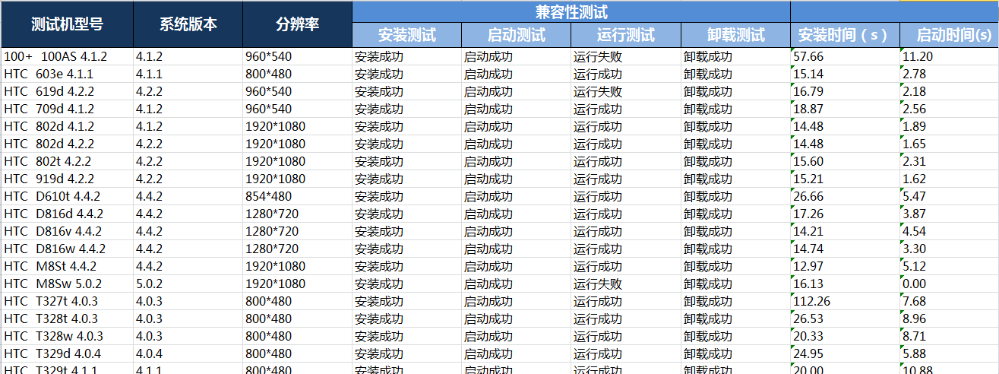 兼容性测试
测试机型号 系统版本 分辨率 安装测试 启动测试 运行测试 卸载测试 安装时间（s） 启动时间(s)
100+ 100AS 4.1.2 4.1.2 960*540 安装成功 启动成功 运行失败 卸载成功 57.66 11.20
HTC 603e 4.1.1 4.1.1 800*480 安装成功 启动成功 运行成功 卸载成功 15.14 2.78
HTC 619d 4.2.2 4.2.2 960*540 安装成功 启动成功 运行失败 卸载成功 16.79 2.18
HTC 709d 4.1.2 4.2.2 960*540 安装成功 启动成功 运行成功 卸载成功 18.87 2.56
HTC 802d 4.1.2 4.1.2 1920*1080 安装成功 启动成功 运行成功 卸载成功 14.48 1.89
HTC 802d 4.2.2 4.2.2 1920*1080 安装成功 启动成功 运行成功 卸载成功 14.48 1.65
HTC 802t 4.2.2 4.2.2 1920*1080 安装成功 启动成功 运行成功 卸载成功 15.60 2.31
HTC 919d 4.2.2 4.2.2 1920*1080 安装成功 启动成功 运行成功 卸载成功 15.21 1.62
HTC D610t 4.4.2 4.4.2 854*480 安装成功 启动成功 运行成功 卸载成功 26.66 5.47
HTC D816d 4.4.2 4.4.2 1280*720 安装成功 启动成功 运行成功 卸载成功 17.26 3.87
HTC D816v 4.4.2 4.4.2 1280*720 安装成功 启动成功 运行成功 卸载成功 14.21 4.54
HTC D816w 4.4.2 4.4.2 1280*720 安装成功 启动成功 运行成功 卸载成功 14.74 3.30
HTC M8St 4.4.2 4.4.2 1920*1080 安装成功 启动成功 运行成功 卸载成功 12.97 5.12
HTC M8Sw 5.0.2 5.0.2 1920*1080 安装成功 启动成功 运行失败 卸载成功 16.13 0.00
HTC T327t 4.0.3 4.0.3 800*480 安装成功 启动成功 运行成功 卸载成功 112.26 7.68
HTC T328t 4.0.3 4.0.3 800*480 安装成功 启动成功 运行成功 卸载成功 26.53 8.96
HTC T328w 4.0.3 4.0.3 800*480 安装成功 启动成功 运行成功 卸载成功 20.33 8.71
HTC T329d 4.0.4 4.0.4 800*480 安装成功 启动成功 运行成功 卸载成功 24.95 5.88
HTC T329t 4.1.1 4.1.1 800*480 安装成功 启动成功 运行成功 卸载成功 20.00 10.88